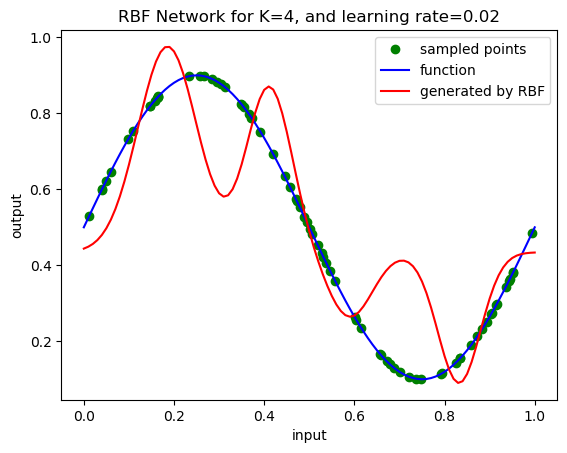 RBF Network for K=4, and learning rate=0.02
sampled points
function
generated by RBF
output
1.0
0.8
0.6
0.4
0.2
0.0
0.2
0.4
0.6
0.8
1.0
input